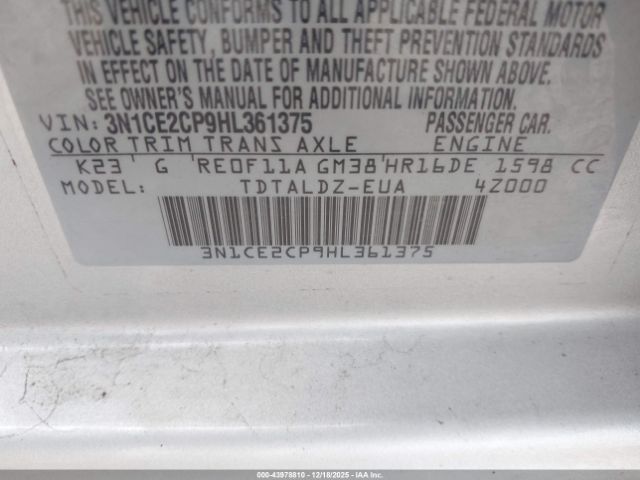 THIS VEHICLE CONFORMS TO ALL APPLICABLE FEDERAL MOTOR
VEHICLE SAFETY, BUMPER AND THEFT PREVENTION STANDARDS
IN EFFECT ON THE DATE OF MANUFACTURE SHOWN ABOVE.
SEE OWNER'S MANUAL FOR ADDITIONAL INFORMATION.
VIN: 3N1CE2CP9HL361375 PASSENGER CAR.
COLOR TRIM TRANS AXLE ENGINE
K23 G RE0F11A GM38 HR16DE 1598 CC
MODEL: TDTALDZ-EUA 4Z000
3N1CE2CP9HL361375
000-43978810 | 12/18/2025 - IAA Inc.